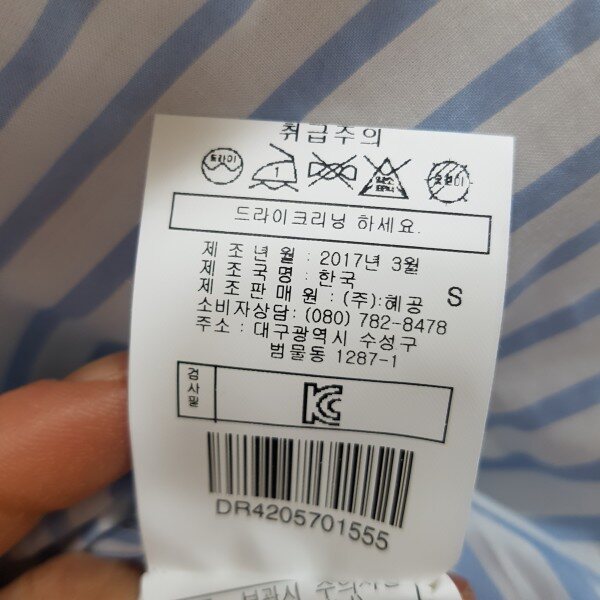 취급주의
드라이
1
드라이크리닝 하세요.
제 조 년 월 : 2017년 3월
제 조 국 명 : 한국
제 조 판 매 원 : (주):혜공 S
소비자상담: (080) 782-8478
주소 : 대구광역시 수성구
범물동 1287-1
검사필
DR4205701555